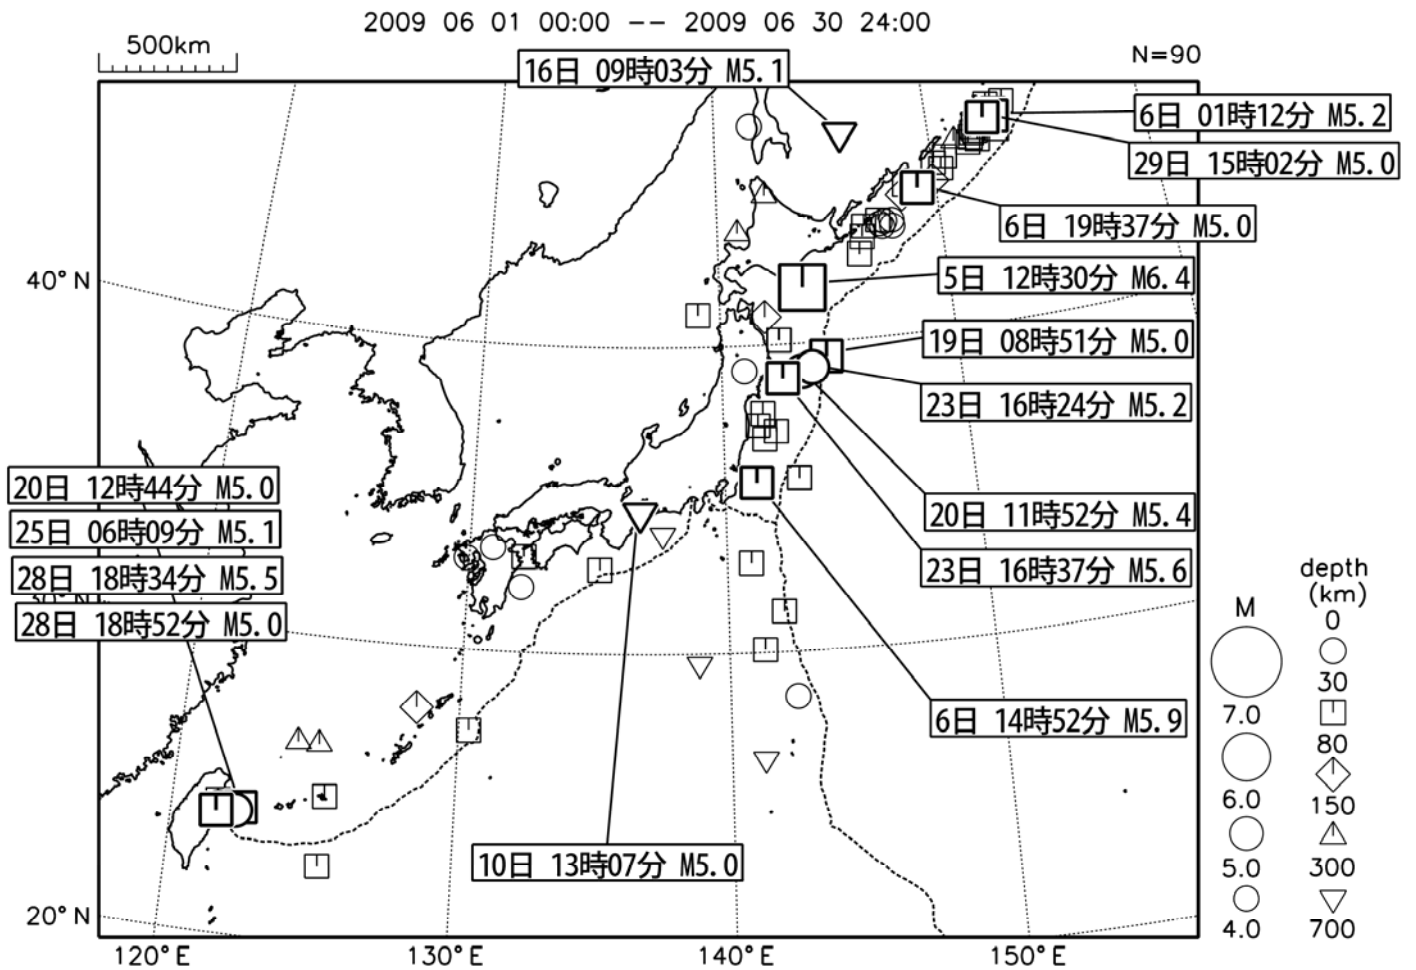 2009 06 01 00:00 -- 2009 06 30 24:00
500km
N=90
16日 09時03分 M5.1
6日 01時12分 M5.2
29日 15時02分 M5.0
6日 19時37分 M5.0
40°N
5日 12時30分 M6.4
19日 08時51分 M5.0
23日 16時24分 M5.2
20日 12時44分 M5.0
25日 06時09分 M5.1
28日 18時34分 M5.5
28日 18時52分 M5.0
20日 11時52分 M5.4
23日 16時37分 M5.6
6日 14時52分 M5.9
10日 13時07分 M5.0
M
7.0
6.0
5.0
4.0
depth
(km)
0
30
80
150
300
700
20°N
120°E
130°E
140°E
150°E